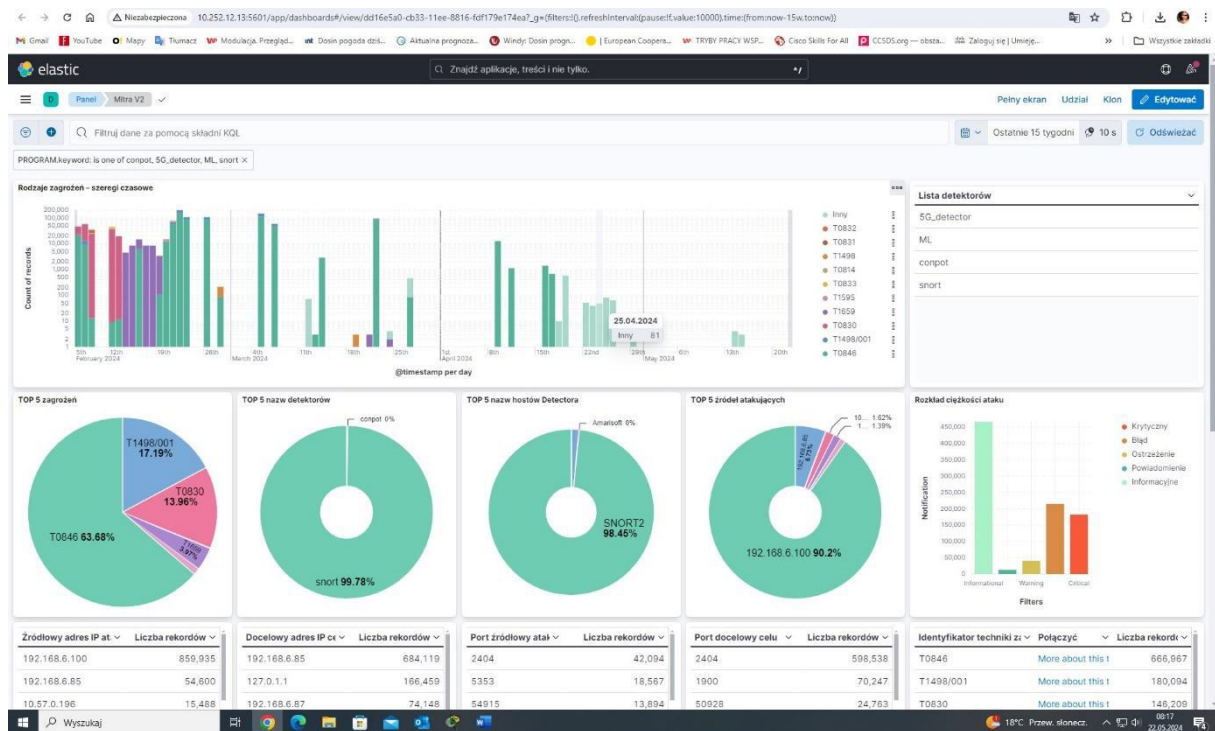 Niezabezpieczona 10.252.12.13:5601/app/dashboards#/view/dd16e5a0-cb33-11ee-8816-fdf179e174ea?_g=(filters:!(),refreshInterval:(pause:!f,value:10000),time:(from:now-15w,to:now))
Gmail YouTube Mapy Tłumacz Modulacja. Przegląd... Dosin pogoda dziś... Aktualna prognoza... Windy: Dosin progn... | European Coopera... TRYBY PRACY WSP... Cisco Skills For All CCSDS.org — obsza... Zaloguj się | Umieję... » Wszystkie zakładki
elastic Znajdź aplikacje, treści i nie tylko. */
D Panel Mitra V2 Pełny ekran Udział Klon Edytować
Filtruj dane za pomocą składni KQL Ostatnie 15 tygodni 10 s Odświeżać
PROGRAM.keyword: is one of conpot, 5G_detector, ML, snort ×
Rodzaje zagrożeń – szeregi czasowe
Count of records
200,000
100,000
50,000
20,000
10,000
5,000
2,000
1,000
500
200
100
50
20
10
5
2
1
5th 12th 19th 26th 4th 11th 18th 25th 1st 8th 15th 22nd 29th 6th 13th 20th
February 2024 March 2024 April 2024 May 2024
@timestamp per day
25.04.2024
Inny 81
Inny
T0832
T0831
T1498
T0814
T0833
T1595
T1659
T0830
T1498/001
T0846
Lista detektorów
5G_detector
ML
conpot
snort
TOP 5 zagrożeń
T1498/001
17.19%
T0830
13.96%
T1659
3.97%
T0846 63.68%
TOP 5 nazw detektorów
conpot 0%
snort 99.78%
TOP 5 nazw hostów Detectora
Amarisoft 0%
SNORT2
98.45%
TOP 5 źródeł atakujących
10... 1.62%
1... 1.39%
192.168.6.85
6.73%
192.168.6.100 90.2%
Rozkład ciężkości ataku
Notification
450,000
400,000
350,000
300,000
250,000
200,000
150,000
100,000
50,000
0
Informational Warning Critical
Filters
Krytyczny
Błąd
Ostrzeżenie
Powiadomienie
Informacyjne
Źródłowy adres IP at Liczba rekordów
192.168.6.100 859,935
192.168.6.85 54,600
10.57.0.196 15,488
Docelowy adres IP ce Liczba rekordów
192.168.6.85 684,119
127.0.1.1 166,459
192.168.6.87 74,148
Port źródłowy atak Liczba rekordów
2404 42,094
5353 18,567
54915 13,894
Port docelowy celu Liczba rekordów
2404 598,538
1900 70,247
50928 24,763
Identyfikator techniki za Połączyć Liczba rekordo
T0846 More about this t 666,967
T1498/001 More about this t 180,094
T0830 More about this t 146,209
Wyszukaj 18°C Przew. słonecz. 08:17
22.05.2024